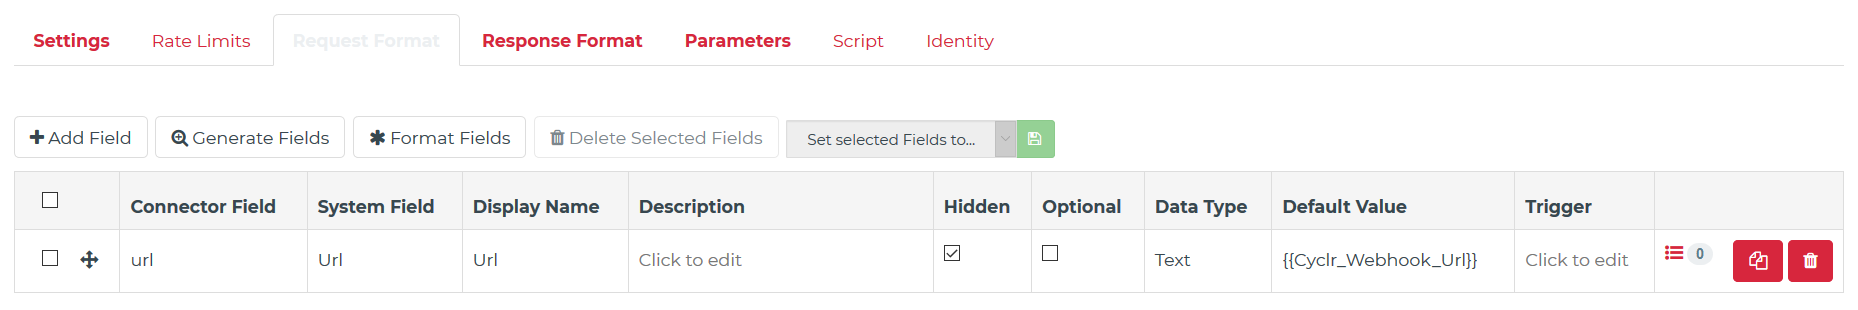 Settings Rate Limits Request Format Response Format Parameters Script Identity
Add Field Generate Fields Format Fields Delete Selected Fields Set selected Fields to...
Connector Field System Field Display Name Description Hidden Optional Data Type Default Value Trigger
url Url Url Click to edit Text {{Cyclr_Webhook_Url}} Click to edit 0